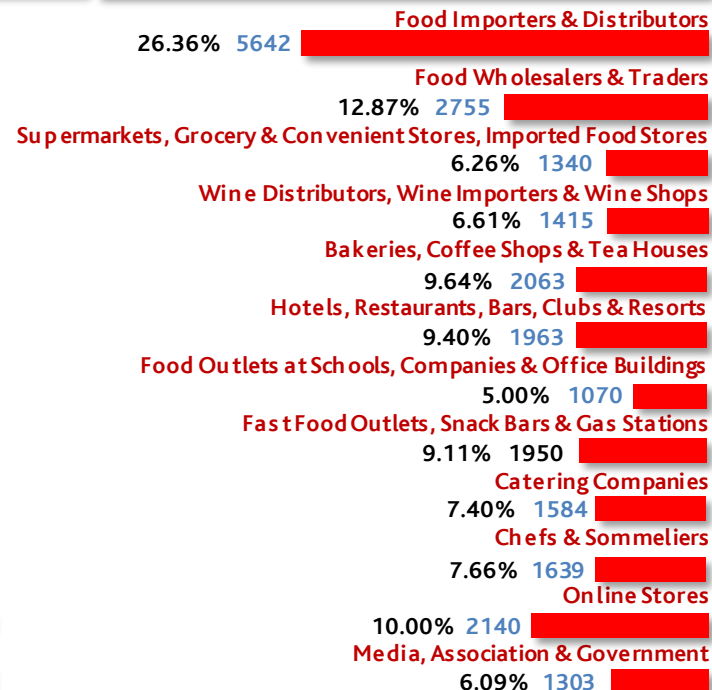 Food Importers & Distributors
26.36% 5642
Food Wholesalers & Traders
12.87% 2755
Supermarkets, Grocery & Convenient Stores, Imported Food Stores
6.26% 1340
Wine Distributors, Wine Importers & Wine Shops
6.61% 1415
Bakeries, Coffee Shops & Tea Houses
9.64% 2063
Hotels, Restaurants, Bars, Clubs & Resorts
9.40% 1963
Food Outlets at Schools, Companies & Office Buildings
5.00% 1070
Fast Food Outlets, Snack Bars & Gas Stations
9.11% 1950
Catering Companies
7.40% 1584
Chefs & Sommeliers
7.66% 1639
Online Stores
10.00% 2140
Media, Association & Government
6.09% 1303